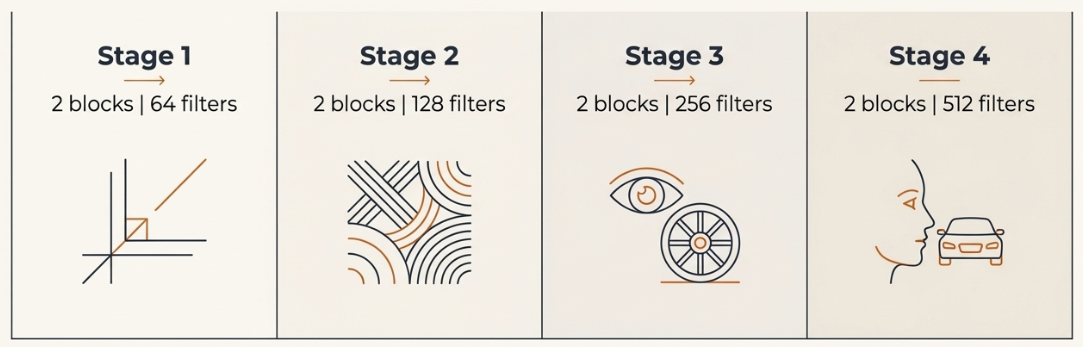 Stage 1
2 blocks | 64 filters
Stage 2
2 blocks | 128 filters
Stage 3
2 blocks | 256 filters
Stage 4
2 blocks | 512 filters